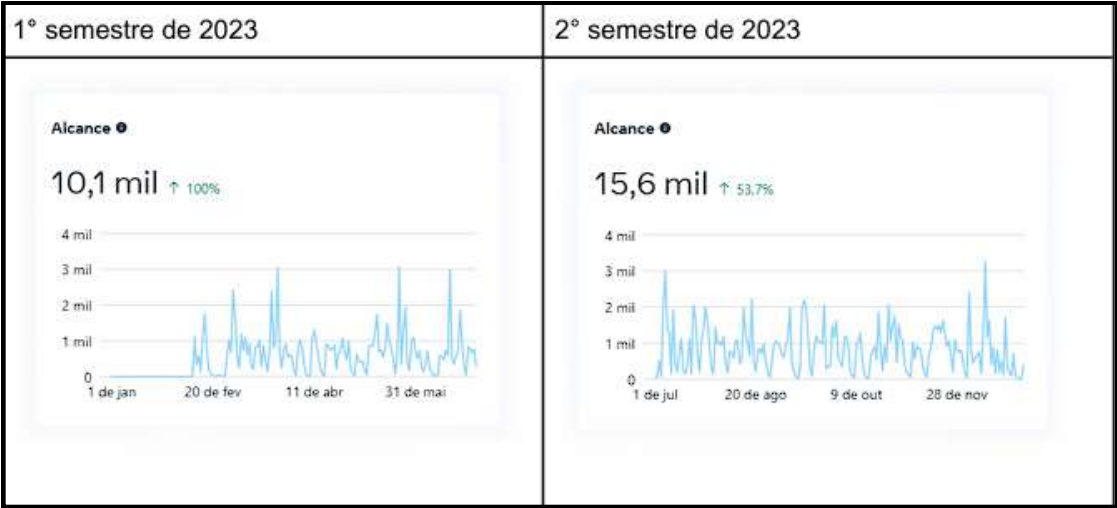 1° semestre de 2023
2° semestre de 2023
Alcance
10,1 mil ↑ 100%
4 mil
3 mil
2 mil
1 mil
0
1 de jan
20 de fev
11 de abr
31 de mai
Alcance
15,6 mil ↑ 53,7%
4 mil
3 mil
2 mil
1 mil
0
1 de jul
20 de ago
9 de out
28 de nov